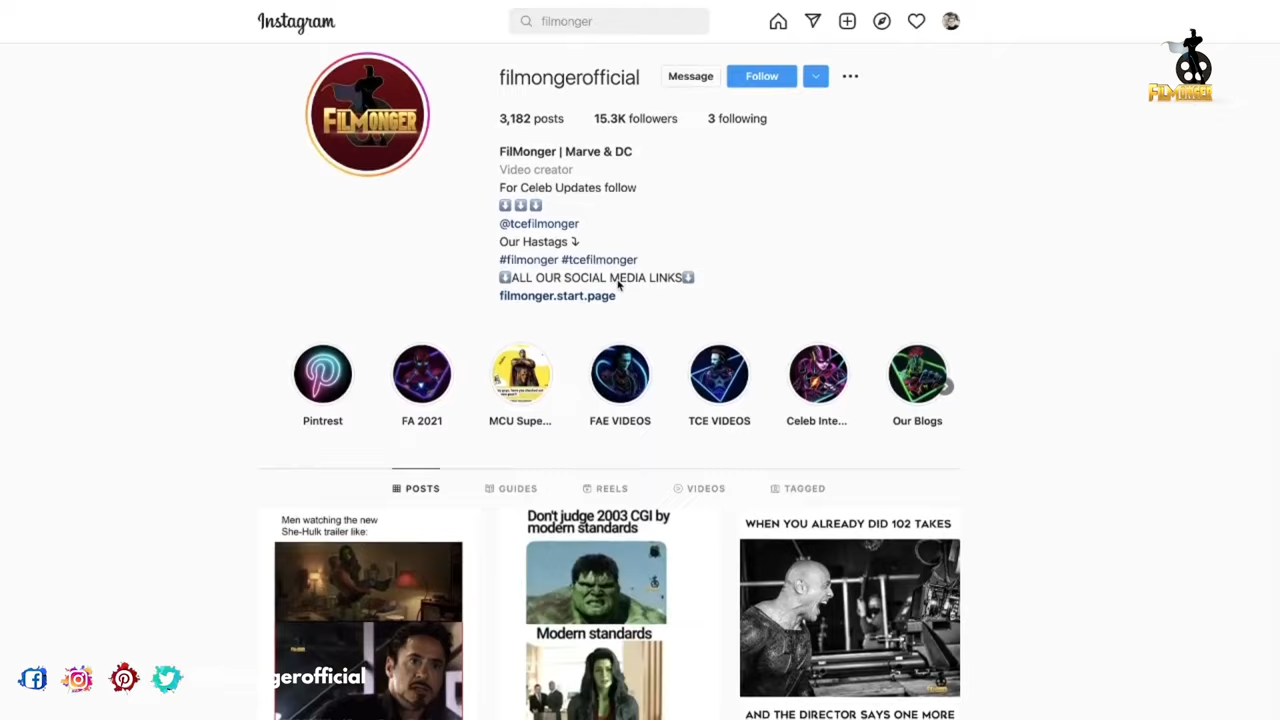 Instagram
filmonger
FILMONGER
filmongerofficial
Message
Follow
3,182 posts
15.3K followers
3 following
FILMONGER
FilMonger | Marve & DC
Video creator
For Celeb Updates follow
@tcefilmonger
Our Hastags ⤵
#filmonger #tcefilmonger
⬇️ALL OUR SOCIAL MEDIA LINKS⬇️
filmonger.start.page
Pintrest
FA 2021
MCU Supe...
FAE VIDEOS
TCE VIDEOS
Celeb Inte...
Our Blogs
POSTS
GUIDES
REELS
VIDEOS
TAGGED
Men watching the new
She-Hulk trailer like:
Don't judge 2003 CGI by
modern standards
Modern standards
WHEN YOU ALREADY DID 102 TAKES
AND THE DIRECTOR SAYS ONE MORE
gerofficial